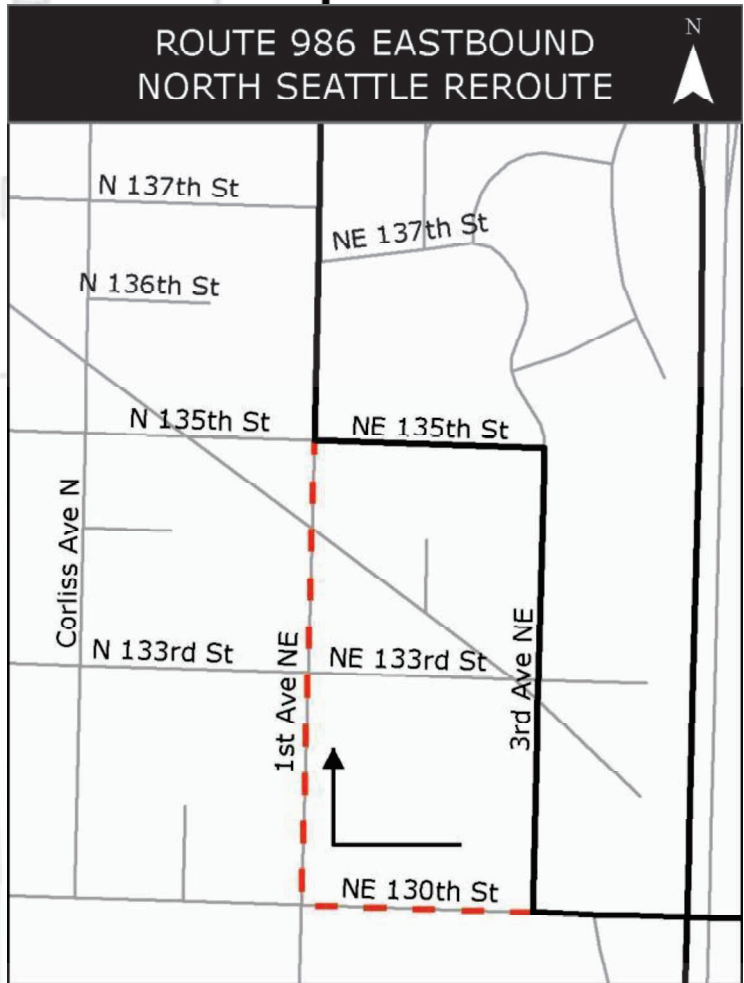 ROUTE 986 EASTBOUND
NORTH SEATTLE REROUTE
N
N 137th St
NE 137th St
N 136th St
N 135th St
NE 135th St
Corliss Ave N
N 133rd St
NE 133rd St
1st Ave NE
3rd Ave NE
NE 130th St